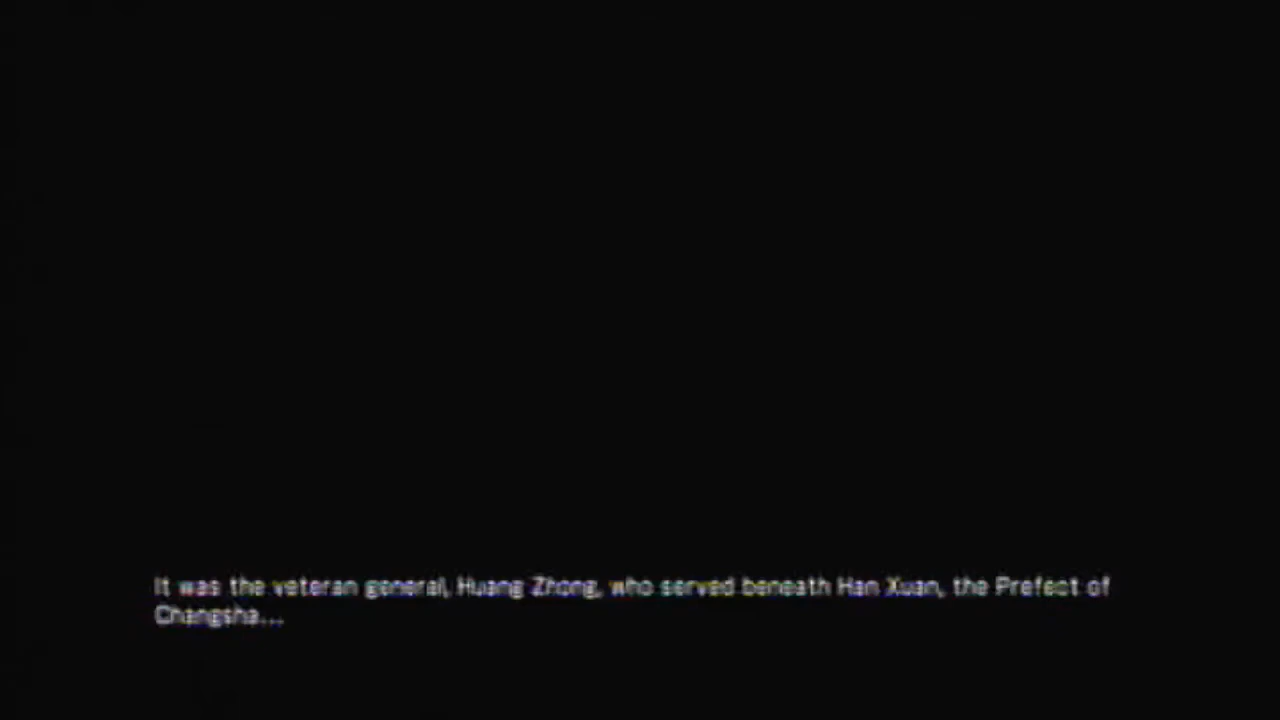 It was the veteran general, Huang Zhong, who served beneath Han Xuan, the Prefect of
Changsha...